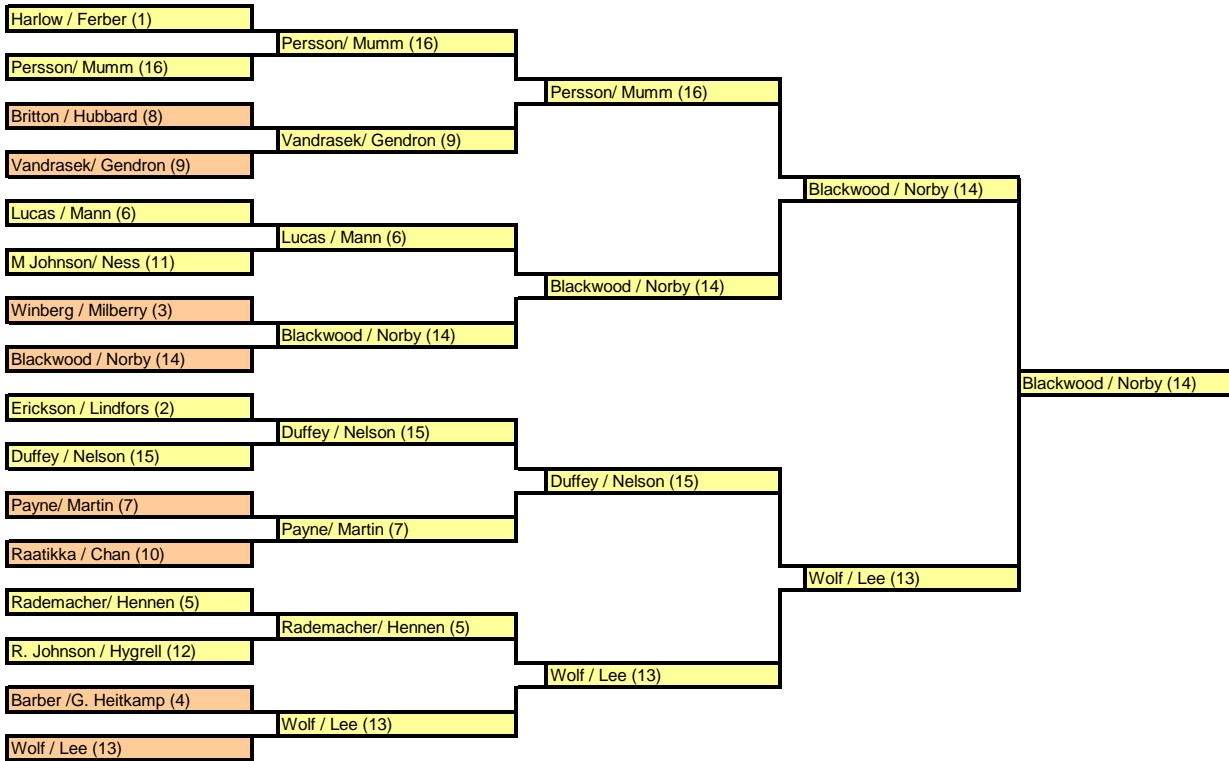 Harlow / Ferber (1)
Persson/ Mumm (16)
Persson/ Mumm (16)
Persson/ Mumm (16)
Britton / Hubbard (8)
Vandrasek/ Gendron (9)
Vandrasek/ Gendron (9)
Blackwood / Norby (14)
Lucas / Mann (6)
Lucas / Mann (6)
M Johnson/ Ness (11)
Blackwood / Norby (14)
Winberg / Milberry (3)
Blackwood / Norby (14)
Blackwood / Norby (14)
Blackwood / Norby (14)
Erickson / Lindfors (2)
Duffey / Nelson (15)
Duffey / Nelson (15)
Duffey / Nelson (15)
Payne/ Martin (7)
Payne/ Martin (7)
Raatikka / Chan (10)
Wolf / Lee (13)
Rademacher/ Hennen (5)
Rademacher/ Hennen (5)
R. Johnson / Hygrell (12)
Wolf / Lee (13)
Barber /G. Heitkamp (4)
Wolf / Lee (13)
Wolf / Lee (13)